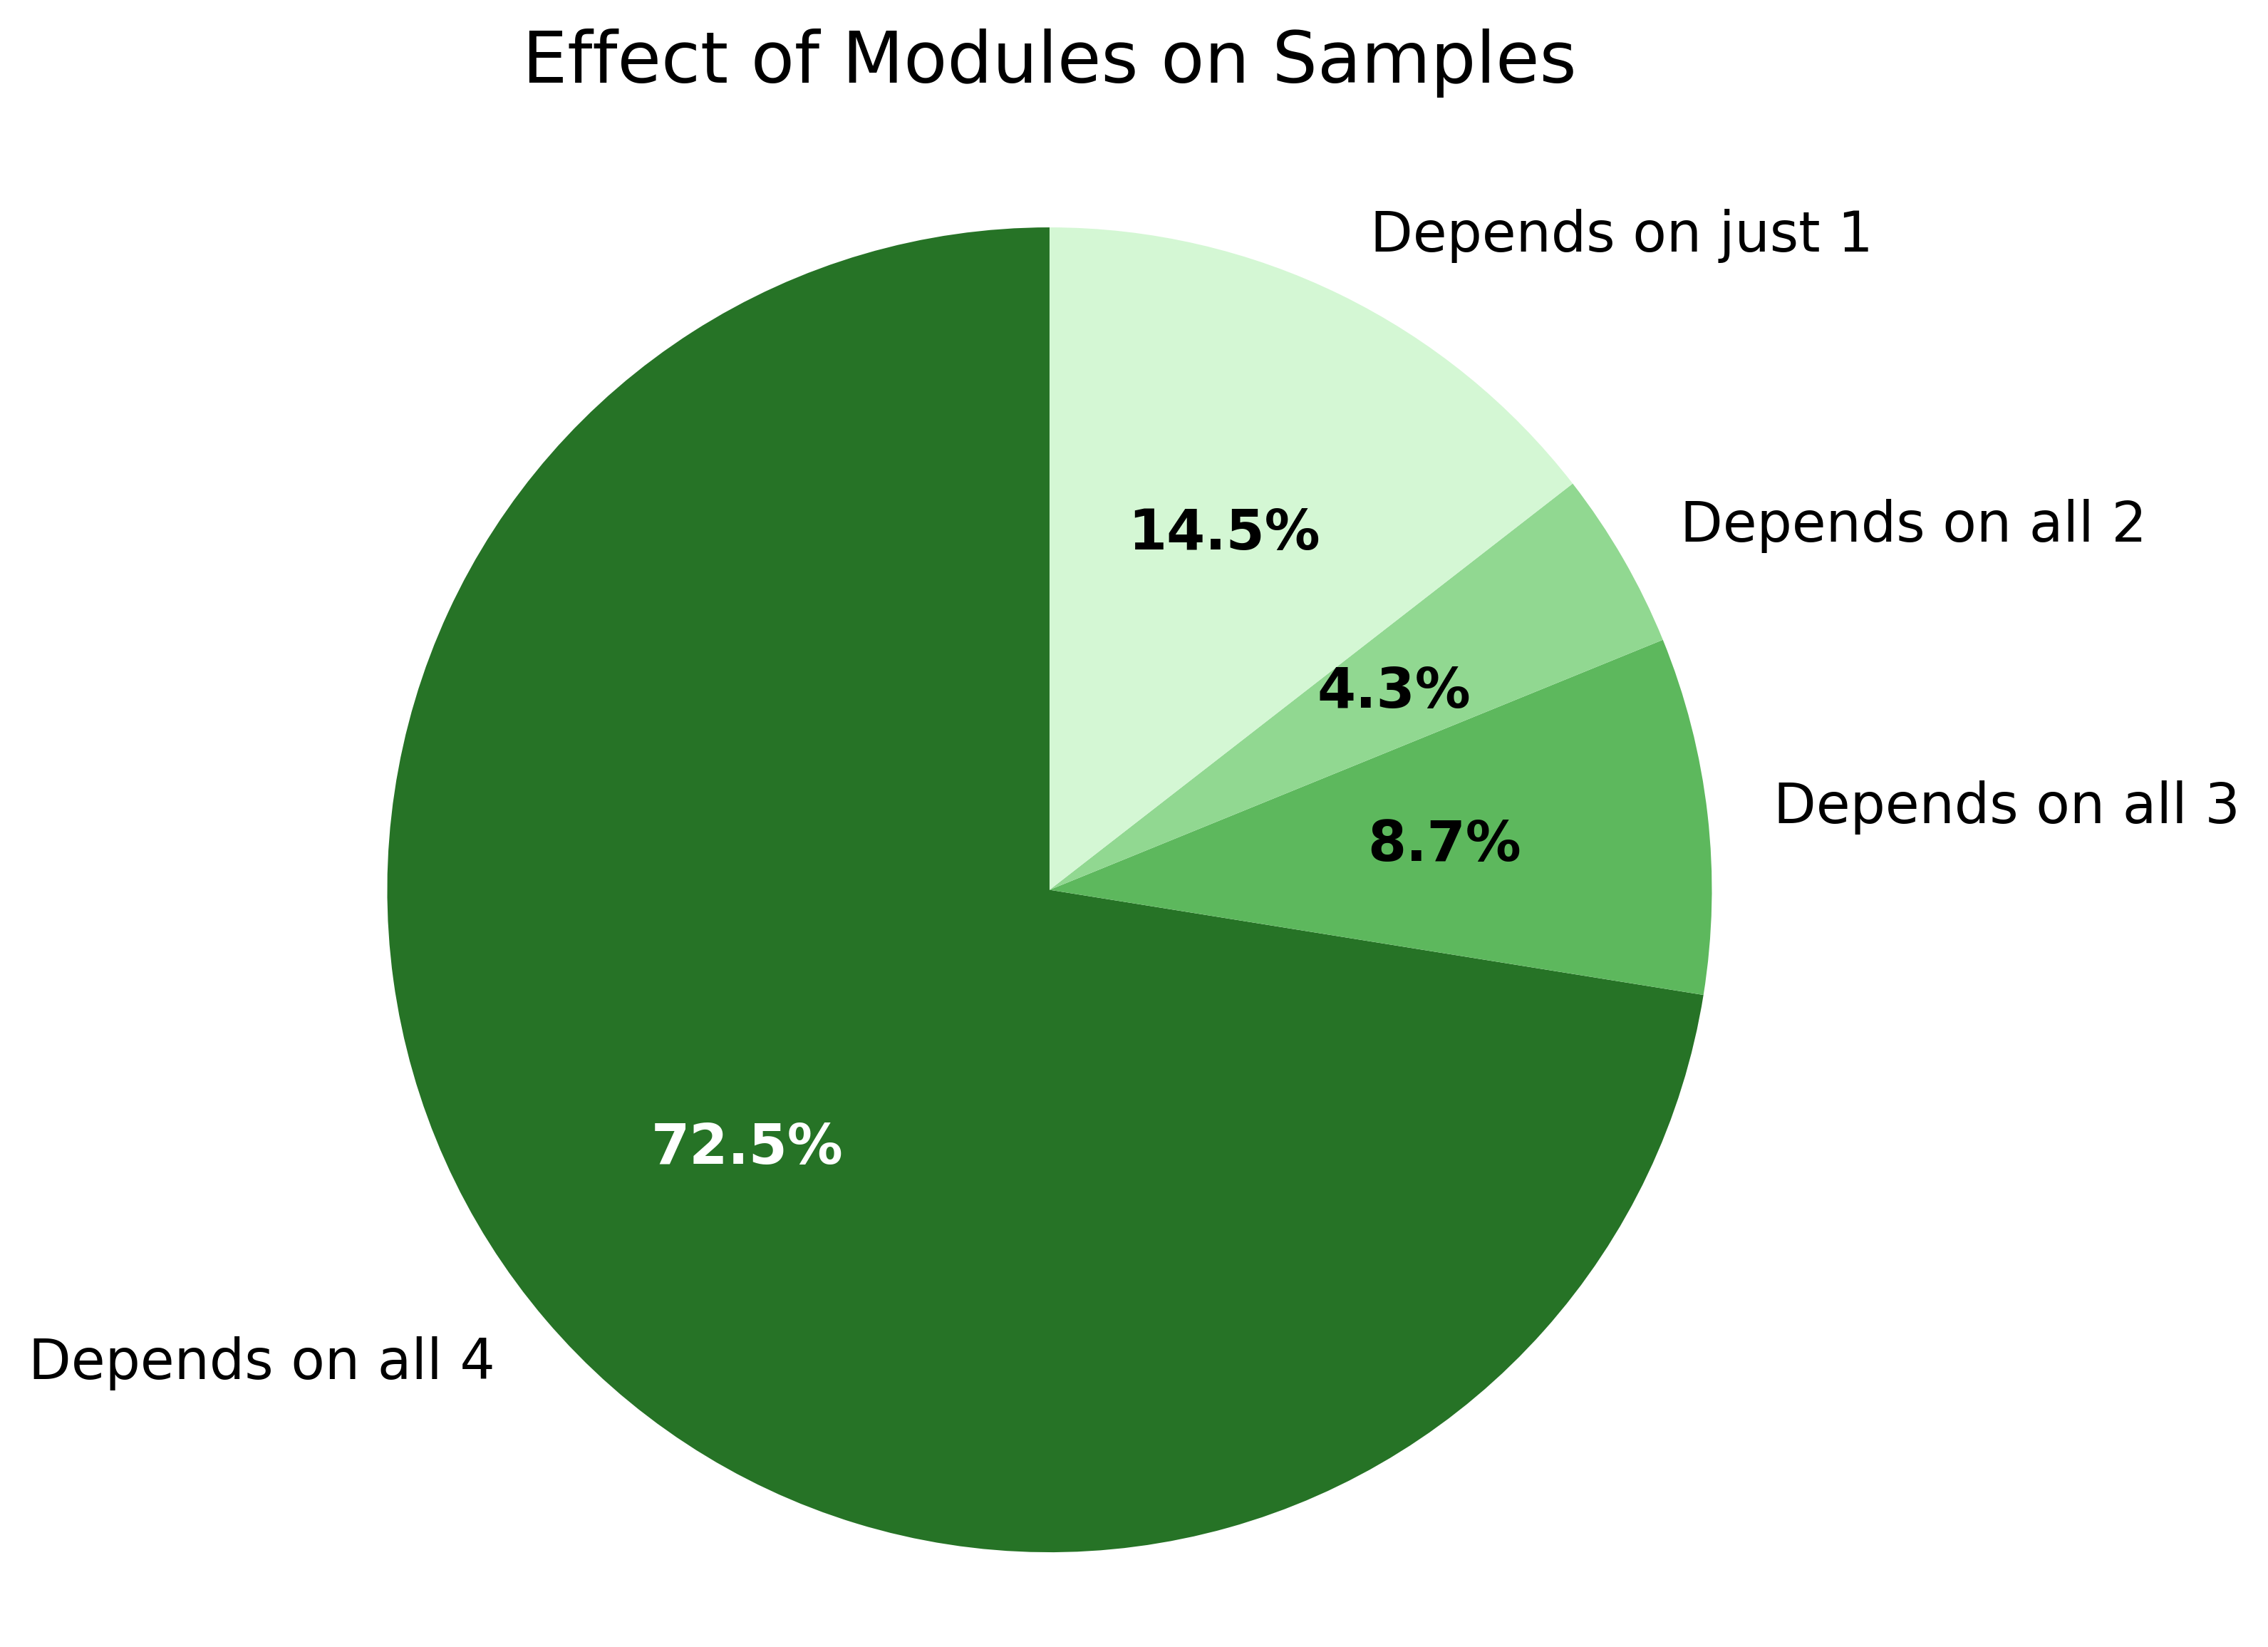 Effect of Modules on Samples
Depends on just 1
14.5%
Depends on all 2
4.3%
Depends on all 3
8.7%
72.5%
Depends on all 4